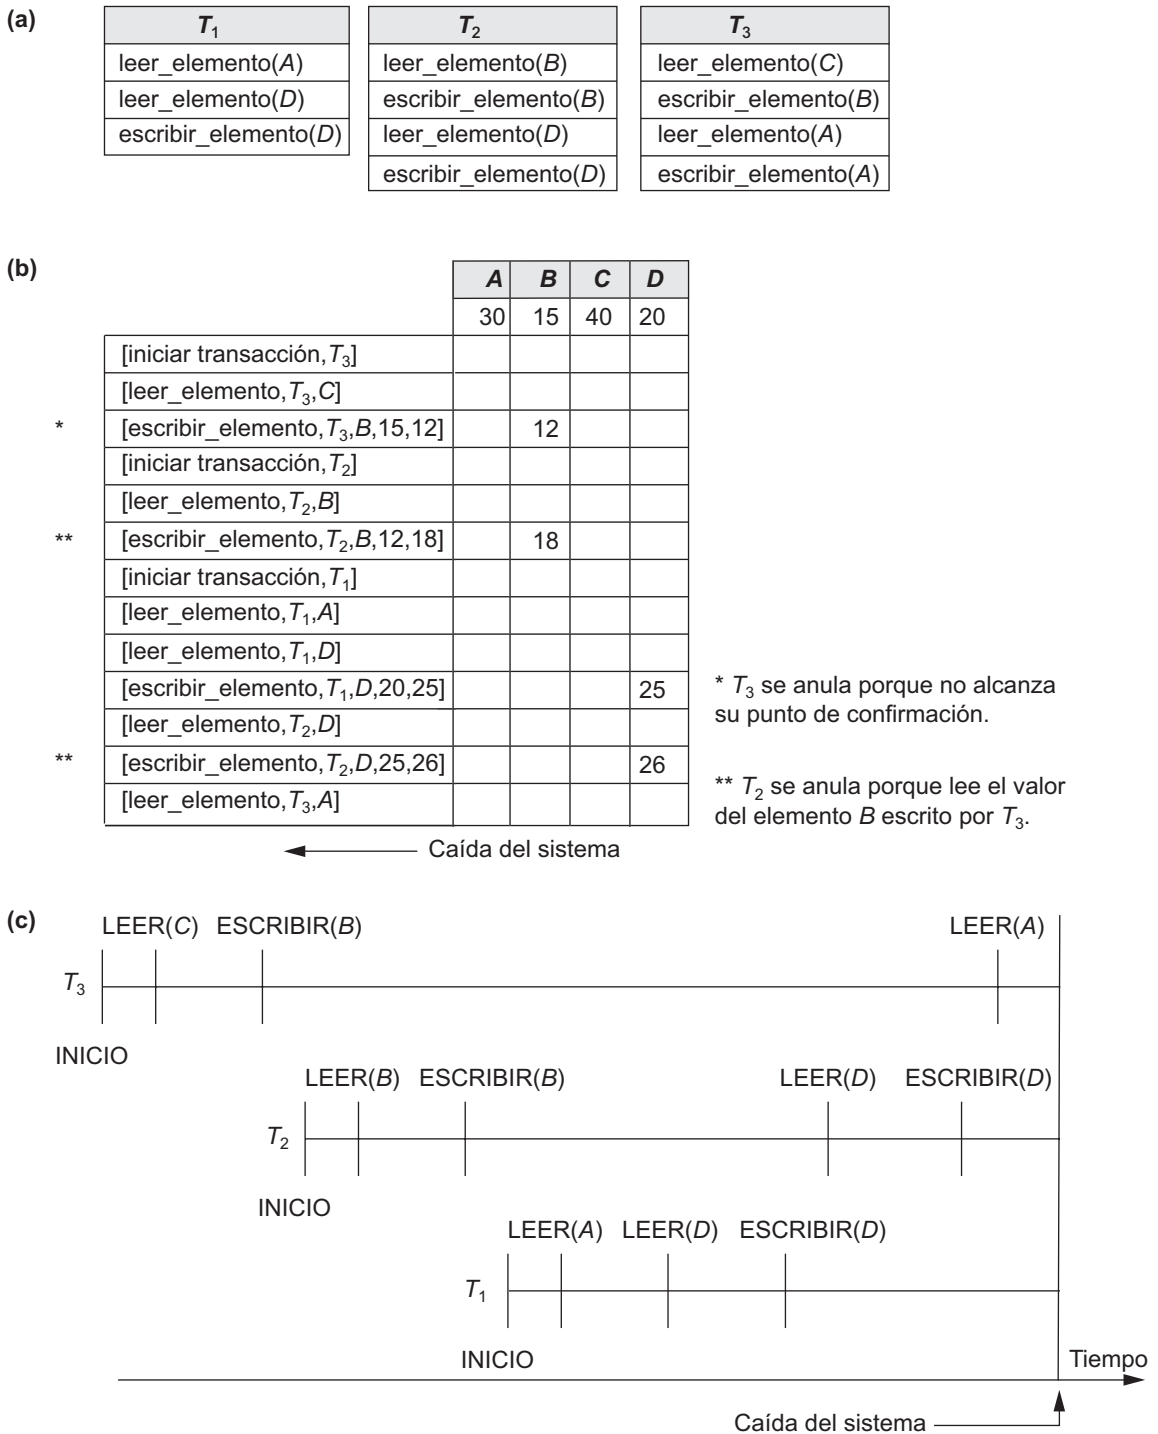 (a)
T1 T2 T3
leer_elemento(A) leer_elemento(B) leer_elemento(C)
leer_elemento(D) escribir_elemento(B) escribir_elemento(B)
escribir_elemento(D) leer_elemento(D) leer_elemento(A)
escribir_elemento(D) escribir_elemento(A)
(b)
A B C D
30 15 40 20
[iniciar transacción,T3]
[leer_elemento,T3,C]
* [escribir_elemento,T3,B,15,12] 12
[iniciar transacción,T2]
[leer_elemento,T2,B]
** [escribir_elemento,T2,B,12,18] 18
[iniciar transacción,T1]
[leer_elemento,T1,A]
[leer_elemento,T1,D]
[escribir_elemento,T1,D,20,25] 25
[leer_elemento,T2,D]
** [escribir_elemento,T2,D,25,26] 26
[leer_elemento,T3,A]
* T3 se anula porque no alcanza
su punto de confirmación.
** T2 se anula porque lee el valor
del elemento B escrito por T3.
Caída del sistema
(c)
LEER(C) ESCRIBIR(B) LEER(A)
T3
INICIO
LEER(B) ESCRIBIR(B) LEER(D) ESCRIBIR(D)
T2
INICIO
LEER(A) LEER(D) ESCRIBIR(D)
T1
INICIO
Tiempo
Caída del sistema